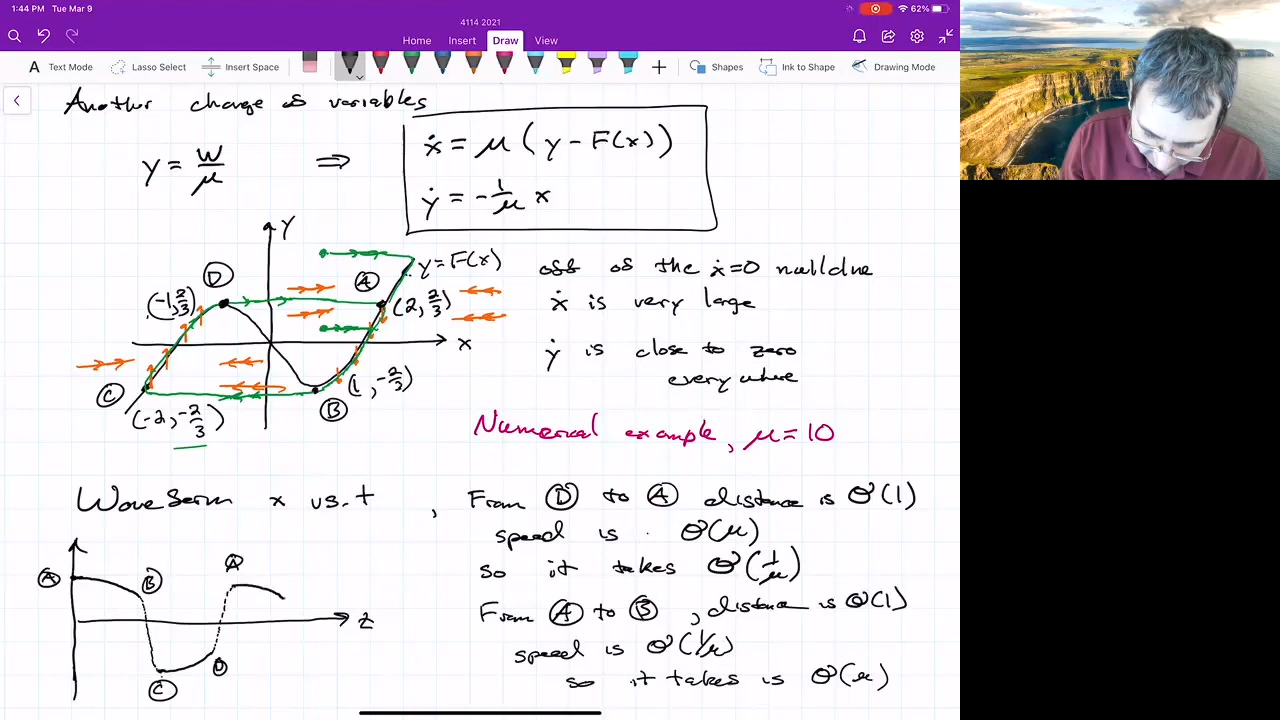 1:44 PM Tue Mar 9
62%
4114 2021
Home Insert Draw View
Text Mode Lasso Select Insert Space Shapes Ink to Shape Drawing Mode
Another change of variables
y = w/μ ⇒
ẋ = μ (y - F(x))
ẏ = -1/μ x
y
y = F(x)
D
A
(-1, 2/3)
(2, 2/3)
x
C
B
(1, -2/3)
(-2, -2/3)
off of the ẋ=0 nullcline
ẋ is very large
ẏ is close to zero
everywhere
Numerical example, μ = 10
Waveform x vs. t,
A
B
A
C
D
z
From D to A distance is O(1)
speed is O(μ)
so it takes O(1/μ)
From A to B, distance is O(1)
speed is O(1/μ)
so it takes is O(μ)